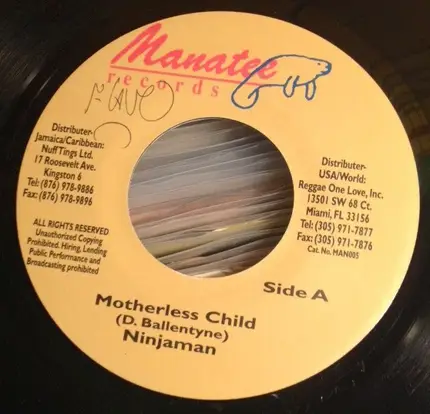 Manatee
records
Distributer-
Jamaica/Caribbean:
NuffTings Ltd.
17 Roosevelt Ave.
Kingston 6
Tel: (876) 978-9886
Fax: (876) 978-9896
ALL RIGHTS RESERVED
Unauthorized Copying
Prohibited. Hiring, Lending
Public Performance and
Broadcasting prohibited
Distributer-
USA/World:
Reggae One Love, Inc.
13501 SW 68 Ct.
Miami, FL 33156
Tel: (305) 971-7877
Fax: (305) 971-7876
Cat. No. MAN005
Side A
Motherless Child
(D. Ballentyne)
Ninjaman